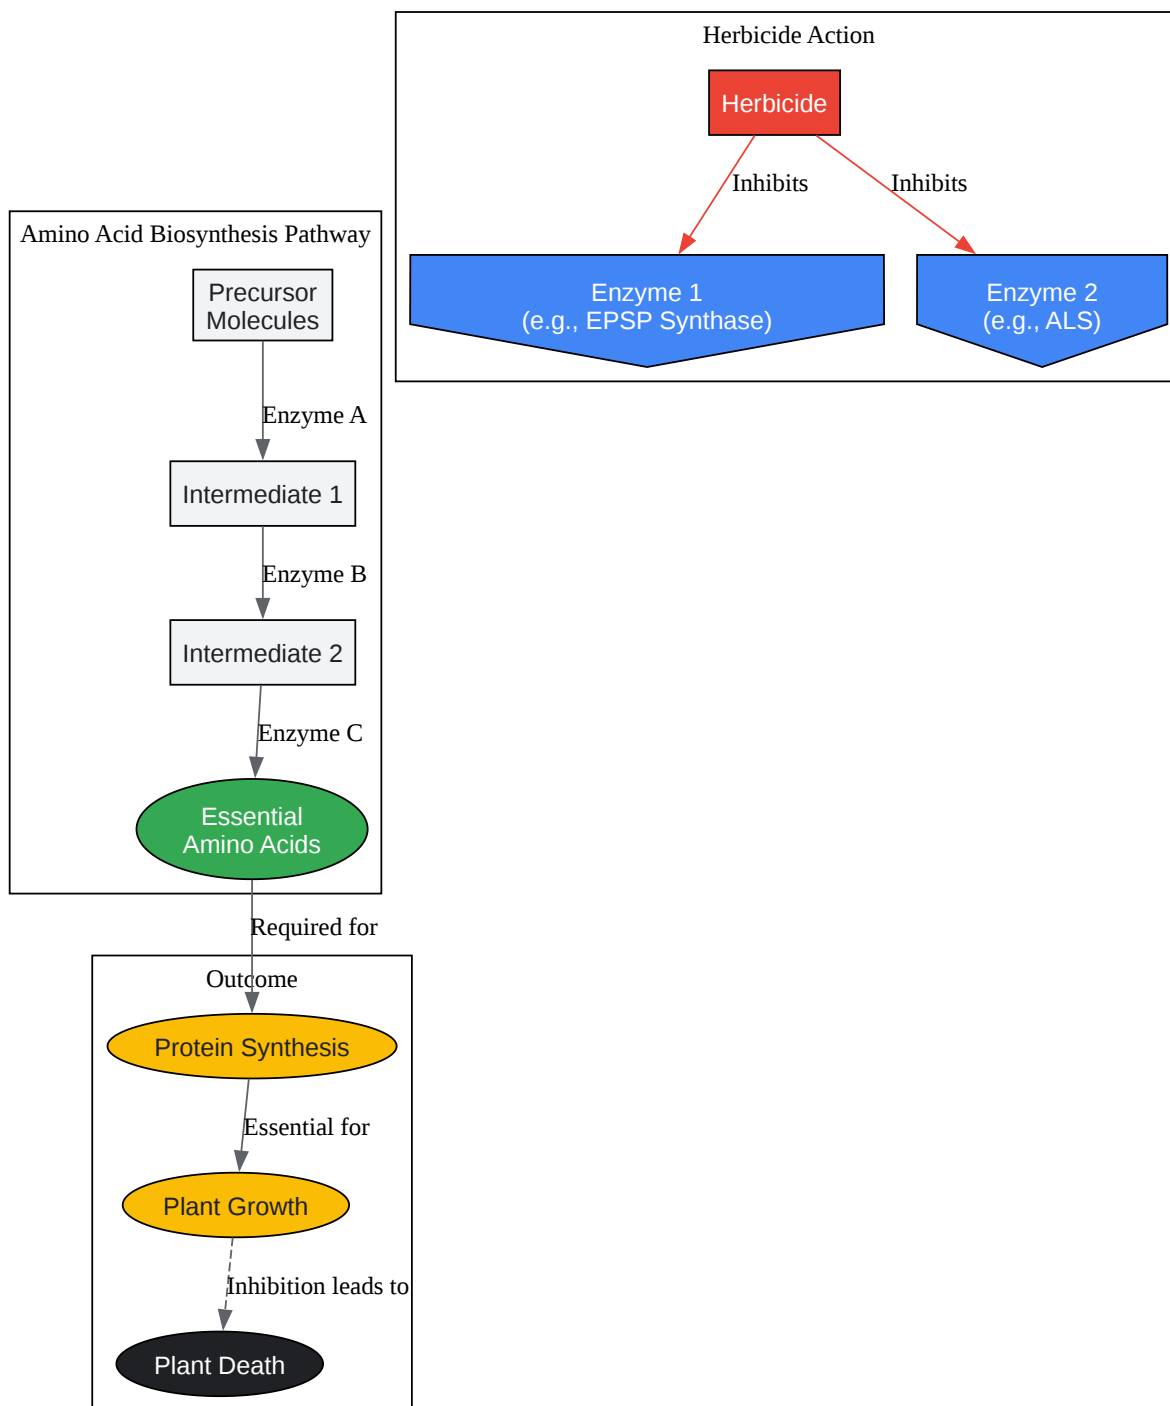 Herbicide Action
Herbicide
Inhibits
Inhibits
Enzyme 1
(e.g., EPSP Synthase)
Enzyme 2
(e.g., ALS)
Amino Acid Biosynthesis Pathway
Precursor
Molecules
Enzyme A
Intermediate 1
Enzyme B
Intermediate 2
Enzyme C
Essential
Amino Acids
Required for
Outcome
Protein Synthesis
Essential for
Plant Growth
Inhibition leads to
Plant Death